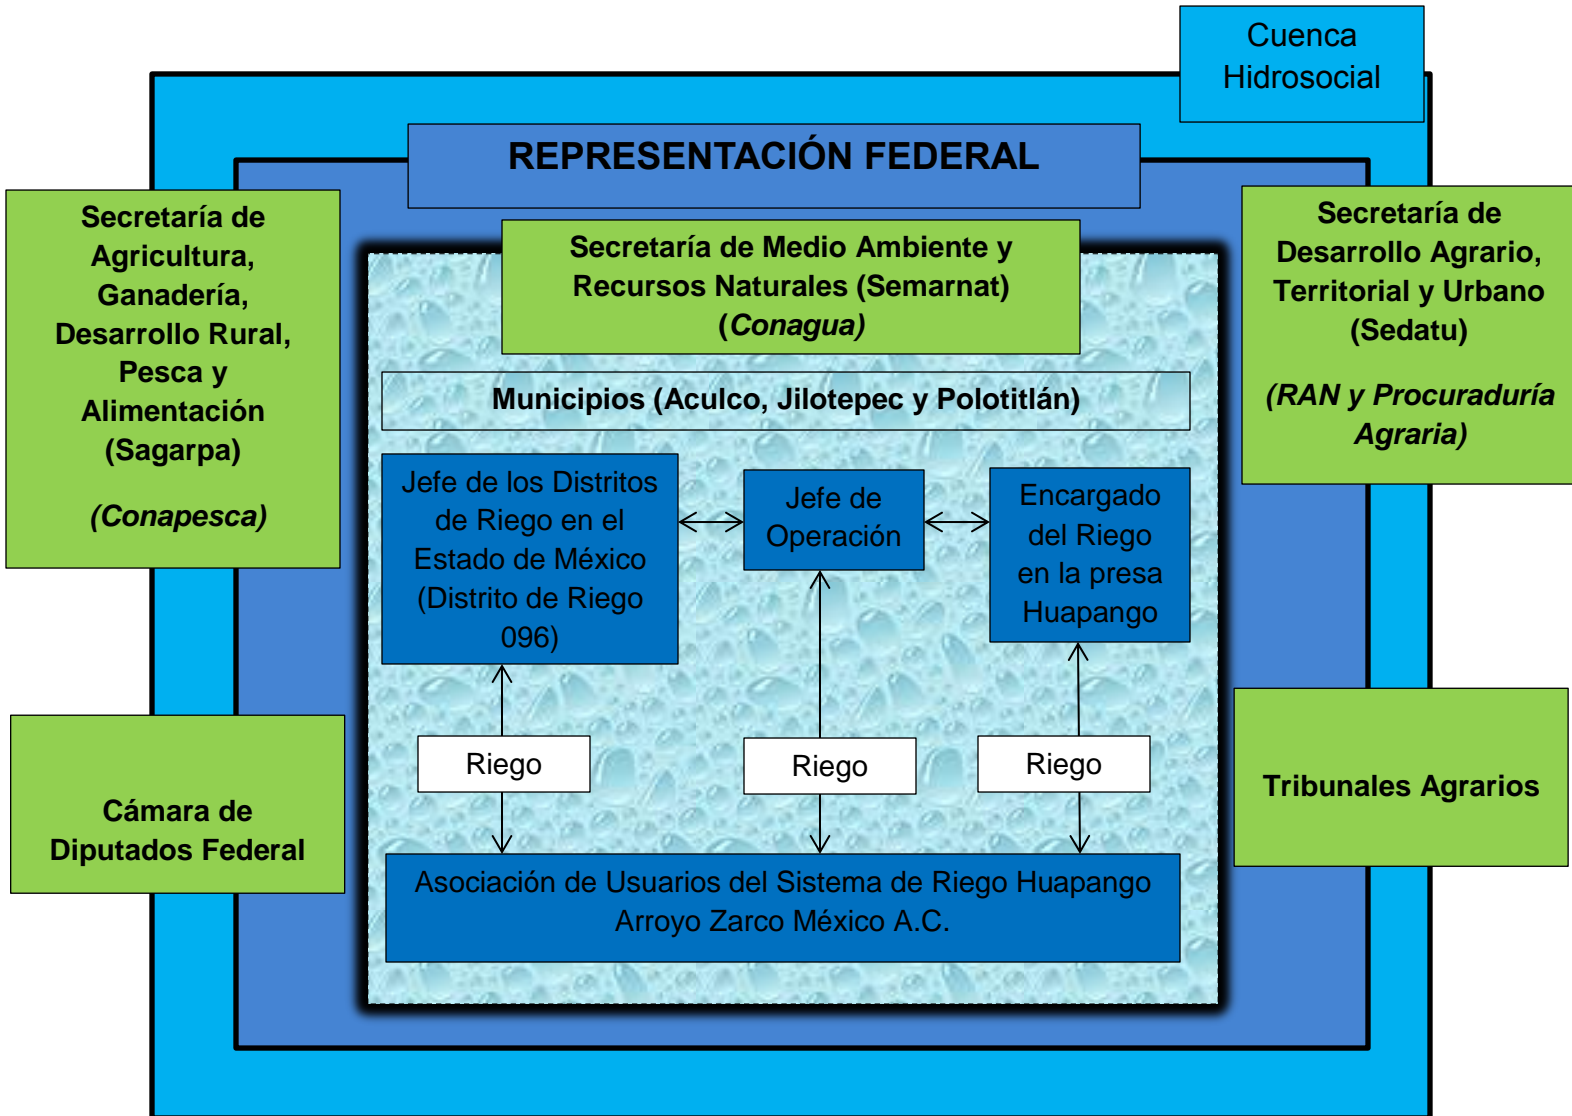 Cuenca
Hidrosocial
REPRESENTACIÓN FEDERAL
Secretaría de
Agricultura,
Ganadería,
Desarrollo Rural,
Pesca y
Alimentación
(Sagarpa)
(Conapesca)
Secretaría de Medio Ambiente y
Recursos Naturales (Semarnat)
(Conagua)
Secretaría de
Desarrollo Agrario,
Territorial y Urbano
(Sedatu)
(RAN y Procuraduría
Agraria)
Municipios (Aculco, Jilotepec y Polotitlán)
Jefe de los Distritos
de Riego en el
Estado de México
(Distrito de Riego
096)
Jefe de
Operación
Encargado
del Riego
en la presa
Huapango
Riego
Riego
Riego
Cámara de
Diputados Federal
Tribunales Agrarios
Asociación de Usuarios del Sistema de Riego Huapango
Arroyo Zarco México A.C.